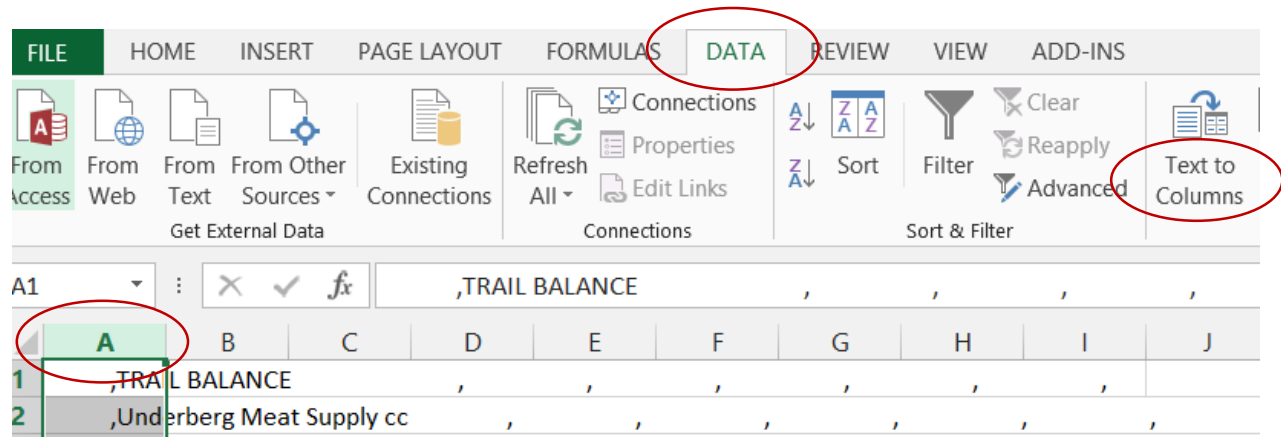 FILE HOME INSERT PAGE LAYOUT FORMULAS DATA REVIEW VIEW ADD-INS
Connections Clear
Properties Reapply
From From From From Other Existing Refresh Sort Filter Text to
Access Web Text Sources Connections All Edit Links Advanced Columns
Get External Data Connections Sort & Filter
A1 fx ,TRAIL BALANCE , , , ,
A B C D E F G H I J
1 ,TRAIL BALANCE , , , , , ,
2 ,Underberg Meat Supply cc , , , , , ,